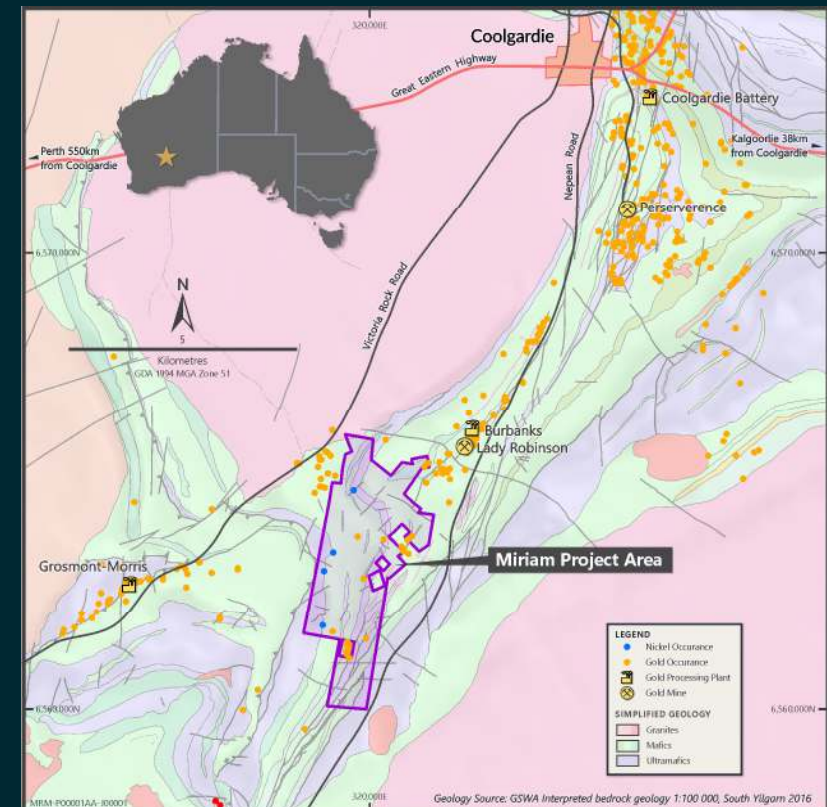 320,000E
Coolgardie
Great Eastern Highway
Coolgardie Battery
Perth 550km
from Coolgardie
Kalgoorlie 38km
from Coolgardie
Nepean Road
Perserverence
6,570,000N
6,570,000N
Victoria Rock Road
N
5
Kilometres
GDA 1994 MGA Zone 51
Burbanks
Lady Robinson
Miriam Project Area
Grosmont-Morris
LEGEND
Nickel Occurance
Gold Occurance
Gold Processing Plant
Gold Mine
SIMPLIFIED GEOLOGY
Granites
Mafics
Ultramafics
6,560,000N
6,560,000N
320,000E
MRM-P00001AA-J00001
Geology Source: GSWA Interpreted bedrock geology 1:100 000, South Yilgarn 2016